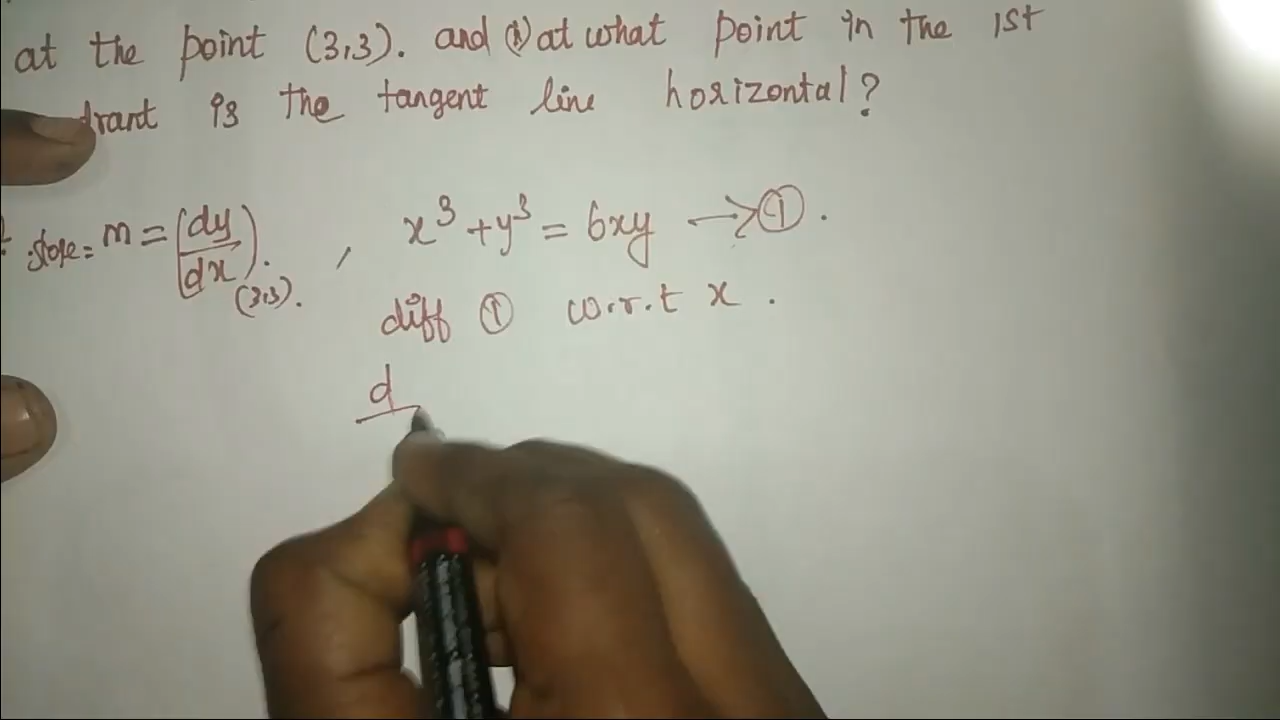 at the point (3,3). and ⓑ at what point in the 1st
drant is the tangent line horizontal?
slope = m = (dy/dx)(3,3). , x³ + y³ = 6xy → ①.
diff ① w.r.t x .
d